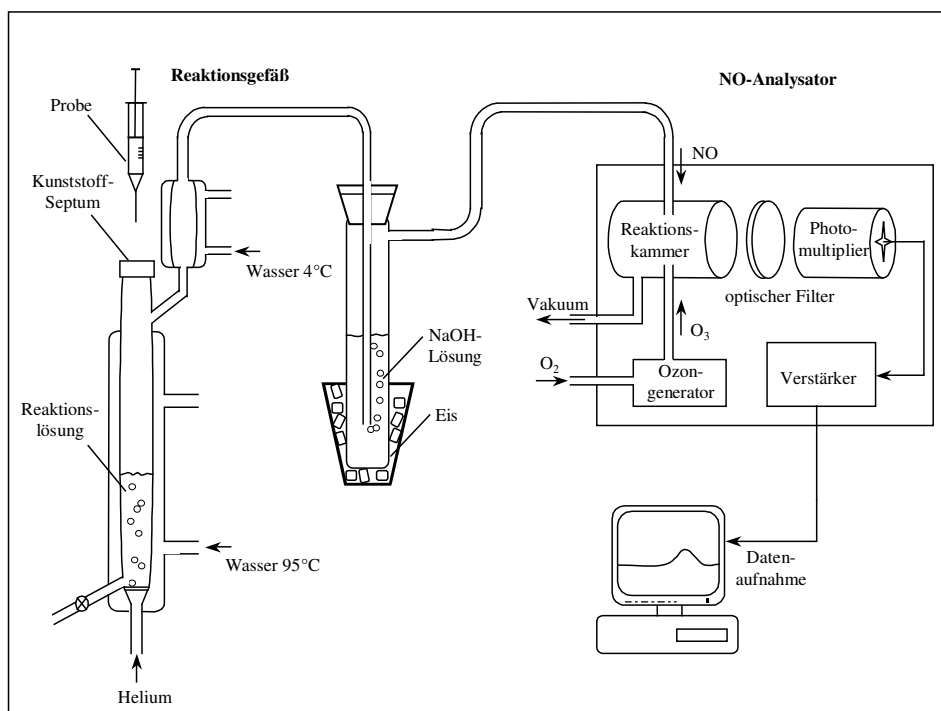 Reaktionsgefäß
NO-Analysator
Probe
Kunststoff-
Septum
Wasser 4°C
NO
Reaktions-
kammer
Photo-
multiplier
optischer Filter
Vakuum
O3
O2
Ozon-
generator
Verstärker
NaOH-
Lösung
Eis
Reaktions-
lösung
Wasser 95°C
Daten-
aufnahme
Helium